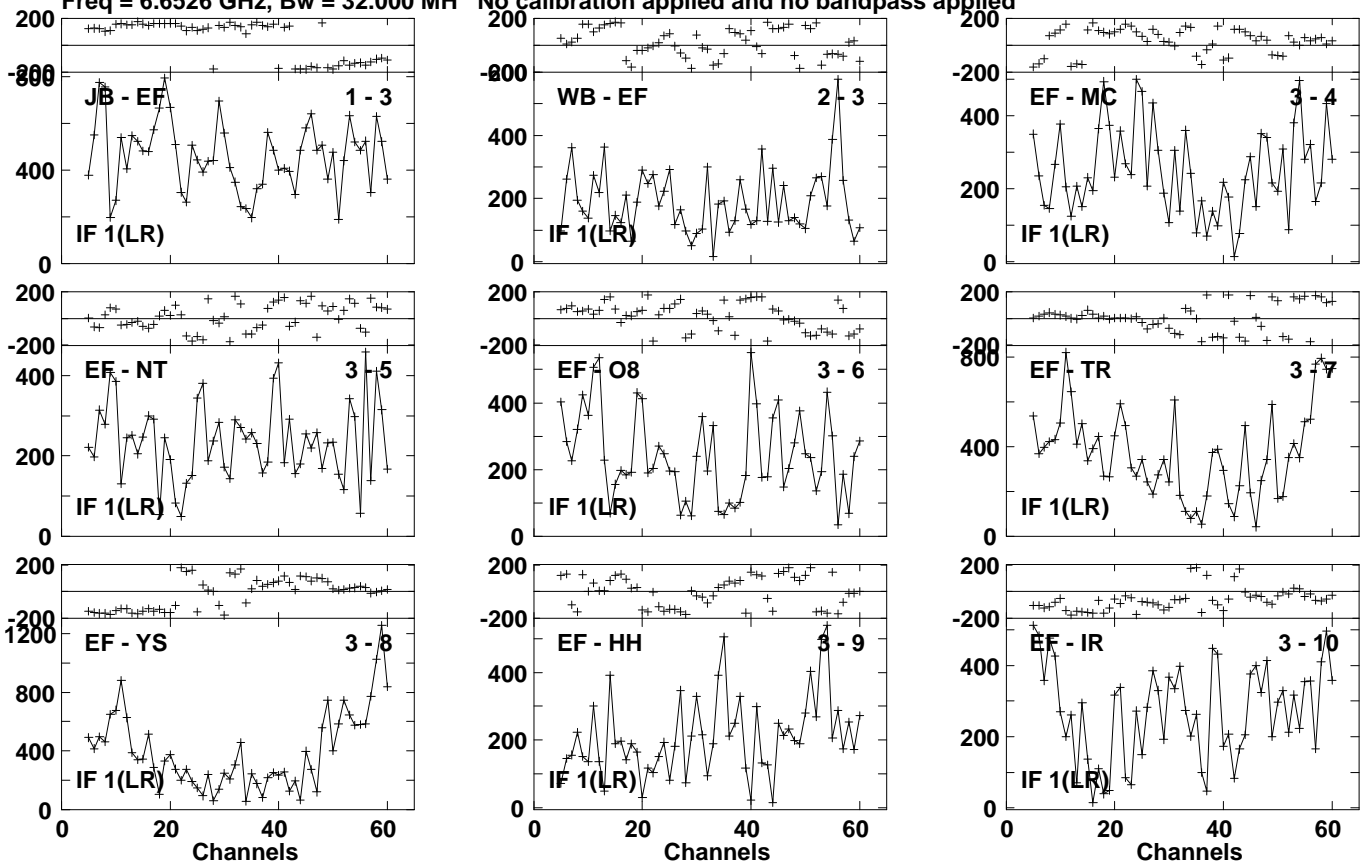 Freq = 6.6526 GHz, Bw = 32.000 MH No calibration applied and no bandpass applied
200
-200
800
JB - EF 1 - 3
400
IF 1(LR)
0
-200
600
WB - EF 2 - 3
400
200
IF 1(LR)
0
200
-200
EF - MC 3 - 4
400
200
IF 1(LR)
0
200
-200
EF - NT 3 - 5
400
200
IF 1(LR)
0
EF - O8 3 - 6
400
200
IF 1(LR)
0
200
-200
800
EF - TR 3 - 7
400
IF 1(LR)
0
200
-200
1200
EF - YS 3 - 8
800
400
IF 1(LR)
0
0 20 40 60
Channels
200
-200
EF - HH 3 - 9
400
200
IF 1(LR)
0
0 20 40 60
Channels
200
-200
EF - IR 3 - 10
400
200
IF 1(LR)
0
0 20 40 60
Channels